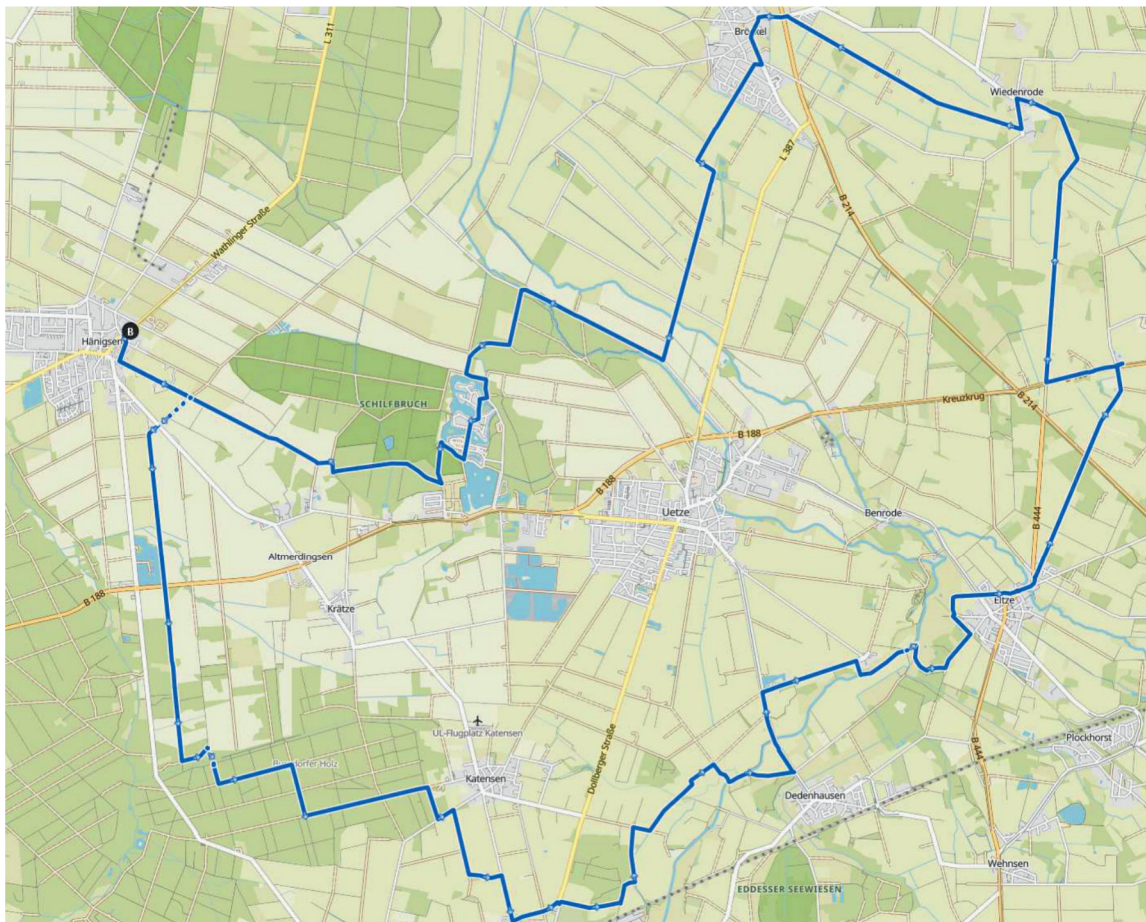 L 311
Bröckel
Wiedenrode
L 387
B 214
Wathlinger Straße
Hänigsen
B
SCHILFBRUCH
Kreuzkrug
B 214
B 188
B 188
Uetze
Benrode
B 444
Altmerdingsen
B 188
Krätze
Eltze
UL-Flugplatz Katensen
Dollberger Straße
Plockhorst
B 444
Katensen
Dedenhausen
Wehnsen
EDDESSER SEEWIESEN